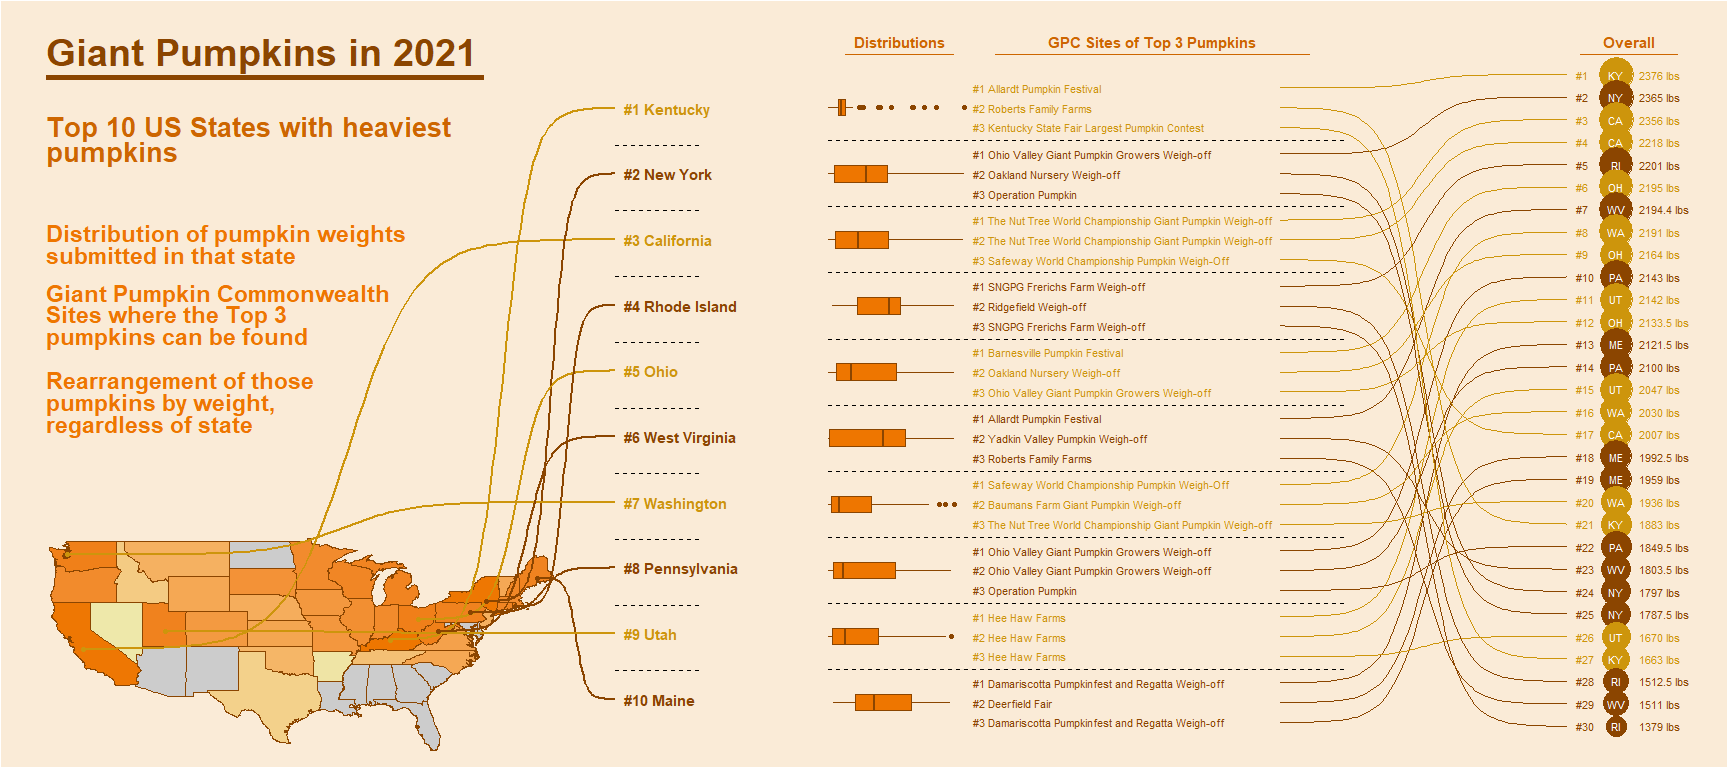 Giant Pumpkins in 2021
Top 10 US States with heaviest
pumpkins
Distribution of pumpkin weights
submitted in that state
Giant Pumpkin Commonwealth
Sites where the Top 3
pumpkins can be found
Rearrangement of those
pumpkins by weight,
regardless of state
#1 Kentucky
#2 New York
#3 California
#4 Rhode Island
#5 Ohio
#6 West Virginia
#7 Washington
#8 Pennsylvania
#9 Utah
#10 Maine
Distributions
GPC Sites of Top 3 Pumpkins
#1 Allardt Pumpkin Festival
#2 Roberts Family Farms
#3 Kentucky State Fair Largest Pumpkin Contest
#1 Ohio Valley Giant Pumpkin Growers Weigh-off
#2 Oakland Nursery Weigh-off
#3 Operation Pumpkin
#1 The Nut Tree World Championship Giant Pumpkin Weigh-off
#2 The Nut Tree World Championship Giant Pumpkin Weigh-off
#3 Safeway World Championship Pumpkin Weigh-Off
#1 SNGPG Frerichs Farm Weigh-off
#2 Ridgefield Weigh-off
#3 SNGPG Frerichs Farm Weigh-off
#1 Barnesville Pumpkin Festival
#2 Oakland Nursery Weigh-off
#3 Ohio Valley Giant Pumpkin Growers Weigh-off
#1 Allardt Pumpkin Festival
#2 Yadkin Valley Pumpkin Weigh-off
#3 Roberts Family Farms
#1 Safeway World Championship Pumpkin Weigh-Off
#2 Baumans Farm Giant Pumpkin Weigh-off
#3 The Nut Tree World Championship Giant Pumpkin Weigh-off
#1 Ohio Valley Giant Pumpkin Growers Weigh-off
#2 Ohio Valley Giant Pumpkin Growers Weigh-off
#3 Operation Pumpkin
#1 Hee Haw Farms
#2 Hee Haw Farms
#3 Hee Haw Farms
#1 Damariscotta Pumpkinfest and Regatta Weigh-off
#2 Deerfield Fair
#3 Damariscotta Pumpkinfest and Regatta Weigh-off
Overall
#1 KY 2376 lbs
#2 NY 2365 lbs
#3 CA 2356 lbs
#4 CA 2218 lbs
#5 RI 2201 lbs
#6 OH 2195 lbs
#7 WV 2194.4 lbs
#8 WA 2191 lbs
#9 OH 2164 lbs
#10 PA 2143 lbs
#11 UT 2142 lbs
#12 OH 2133.5 lbs
#13 ME 2121.5 lbs
#14 PA 2100 lbs
#15 UT 2047 lbs
#16 WA 2030 lbs
#17 CA 2007 lbs
#18 ME 1992.5 lbs
#19 ME 1959 lbs
#20 WA 1936 lbs
#21 KY 1883 lbs
#22 PA 1849.5 lbs
#23 WV 1803.5 lbs
#24 NY 1797 lbs
#25 NY 1787.5 lbs
#26 UT 1670 lbs
#27 KY 1663 lbs
#28 RI 1512.5 lbs
#29 WV 1511 lbs
#30 RI 1379 lbs